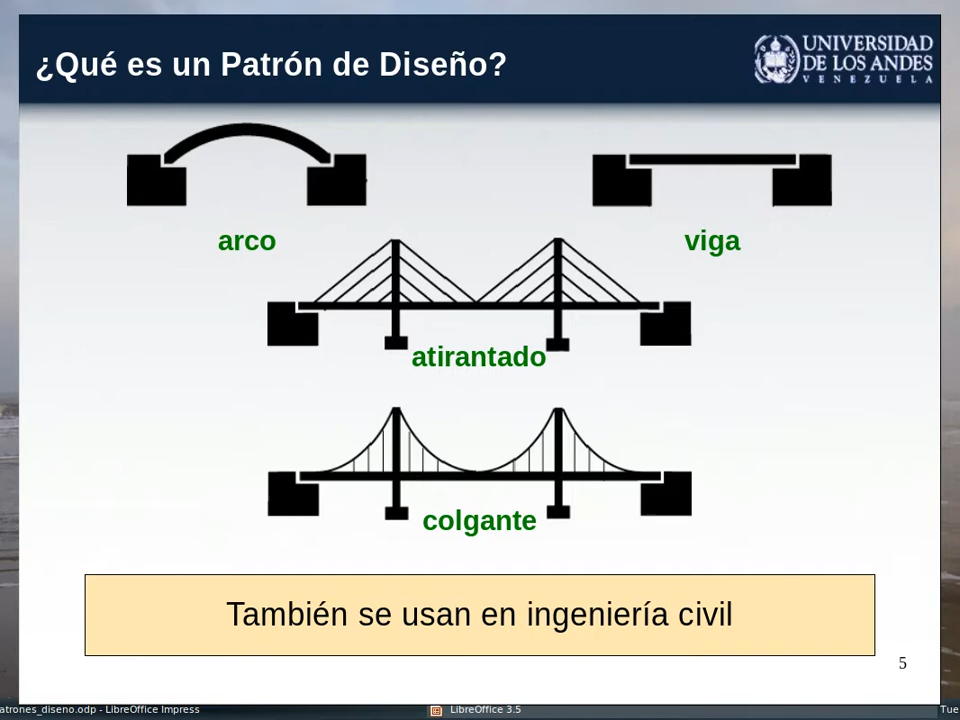 ¿Qué es un Patrón de Diseño?
UNIVERSIDAD
DE LOS ANDES
VENEZUELA
arco
viga
atirantado
colgante
También se usan en ingeniería civil
5
atrones_diseno.odp - LibreOffice Impress
LibreOffice 3.5
Tue